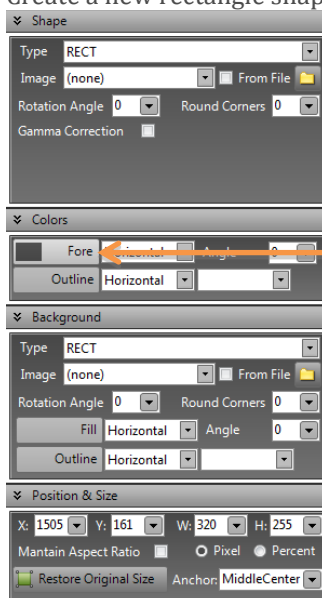 Create a new rectangle shap
Shape
Type RECT
Image (none) From File
Rotation Angle 0 Round Corners 0
Gamma Correction
Colors
Fore Horizontal Angle 0
Outline Horizontal
Background
Type RECT
Image (none) From File
Rotation Angle 0 Round Corners 0
Fill Horizontal Angle 0
Outline Horizontal
Position & Size
X: 1505 Y: 161 W: 320 H: 255
Mantain Aspect Ratio Pixel Percent
Restore Original Size Anchor: MiddleCenter